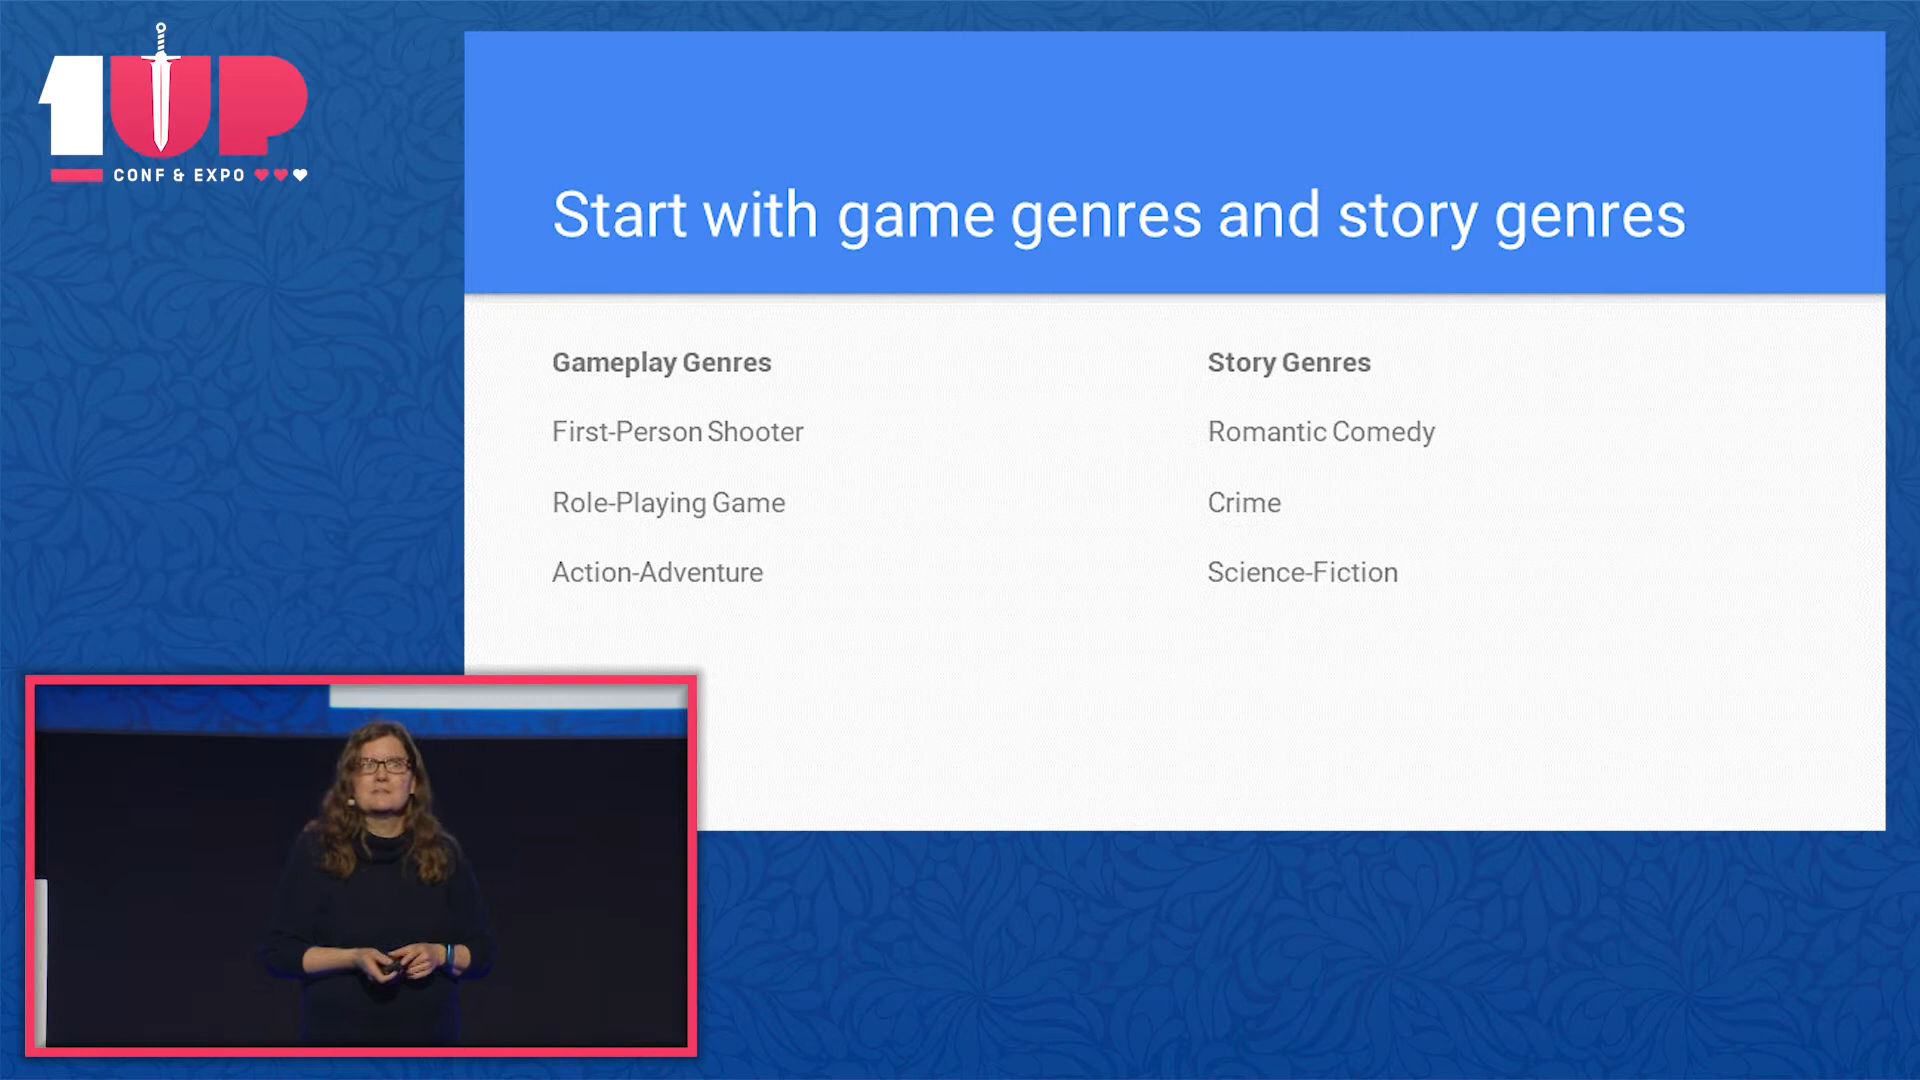 1UP
CONF & EXPO
Start with game genres and story genres
Gameplay Genres
First-Person Shooter
Role-Playing Game
Action-Adventure
Story Genres
Romantic Comedy
Crime
Science-Fiction